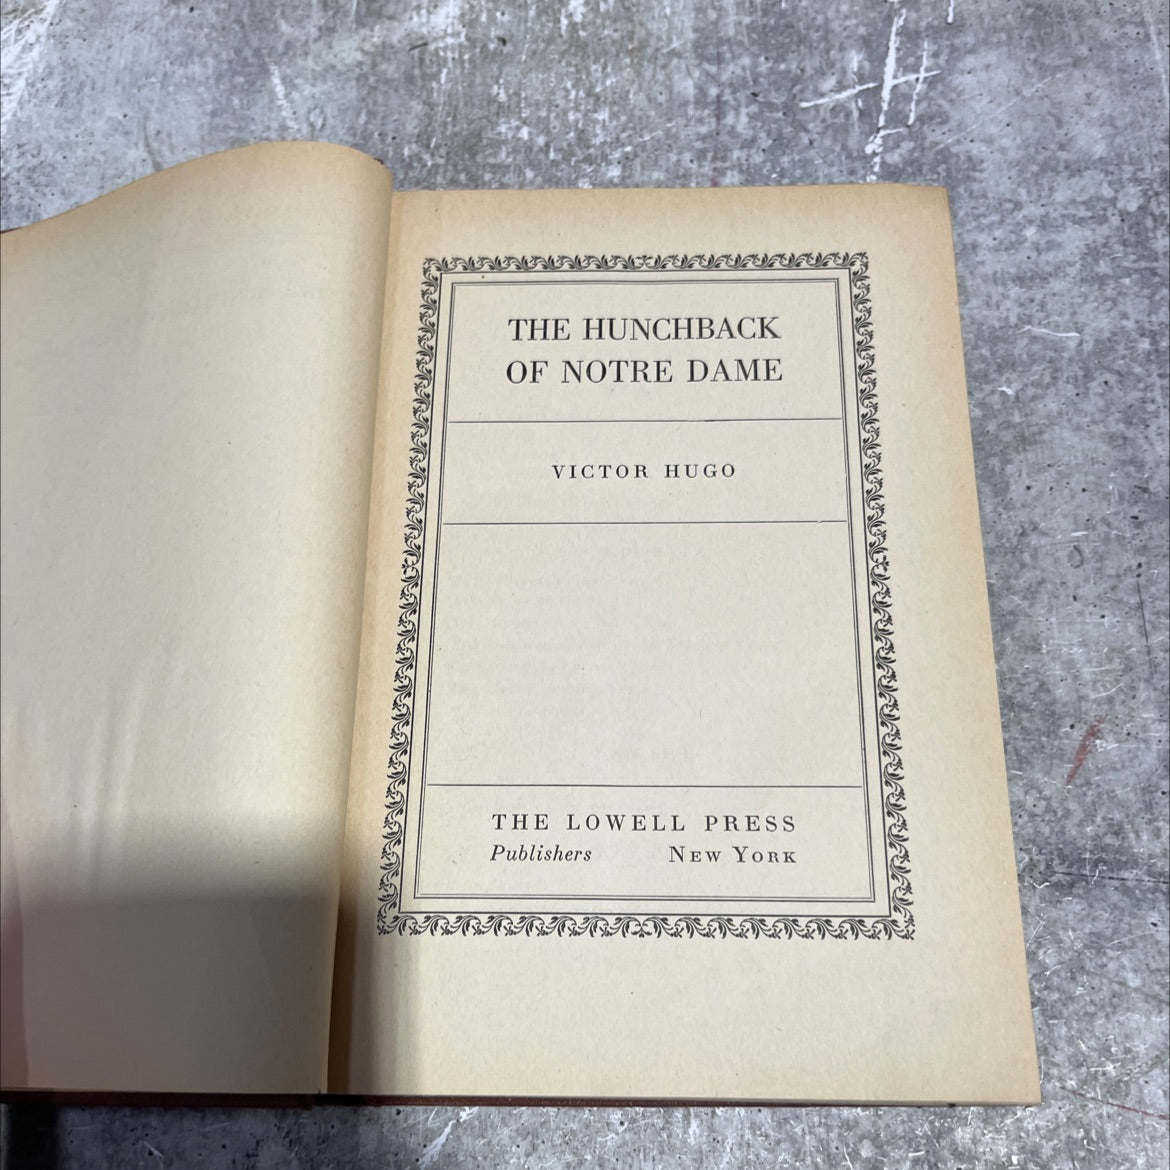 THE HUNCHBACK
OF NOTRE DAME
VICTOR HUGO
THE LOWELL PRESS
Publishers NEW YORK